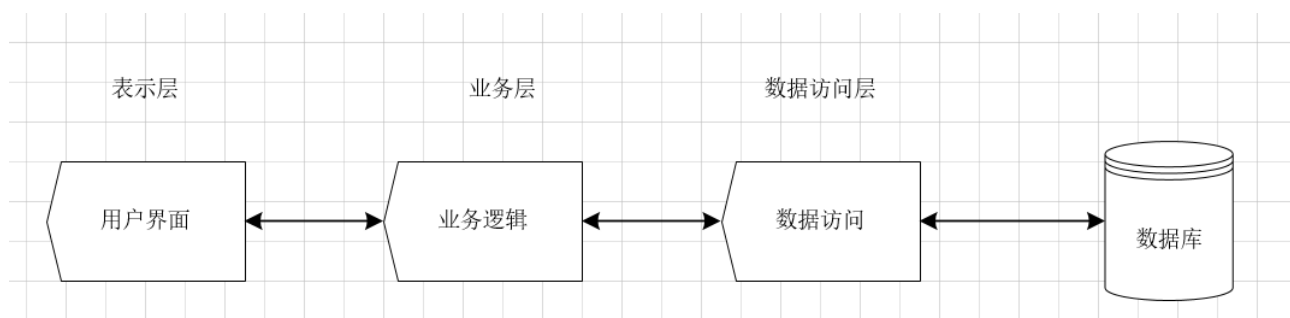 表示层
业务层
数据访问层
用户界面
业务逻辑
数据访问
数据库